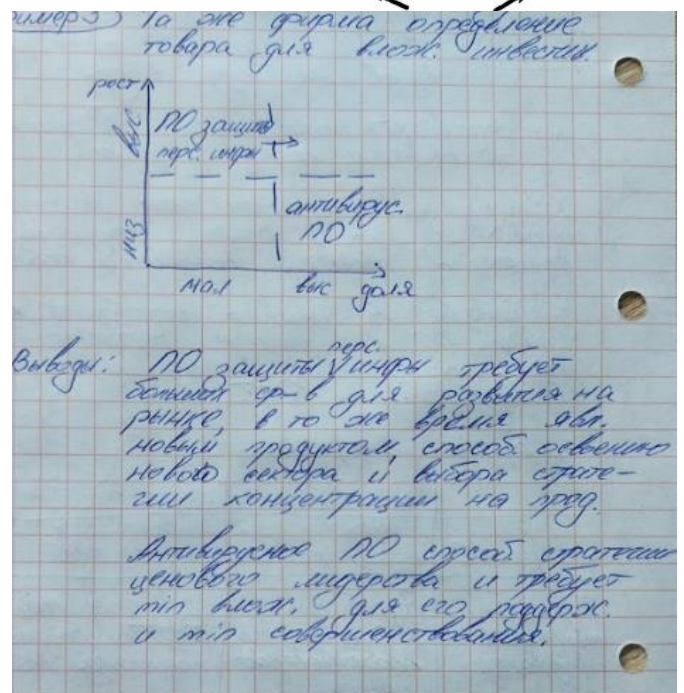 Пример 3) Та же фирма определение
товара для влож. инвестиц.
рост
выс
низ
ПО защиты
перс. инфы
антивирус.
ПО
мал выс доля
Выводы: ПО защиты перс. инфы требует
больших ср-в для развития на
рынке, в то же время явл.
новым продуктом, способ. освоению
нового сектора и выбора страте-
гии концентрации на прод.
Антивирусное ПО способ. стратегии
ценового лидерства и требует
min влож. для его поддерж.
и min совершенствования.